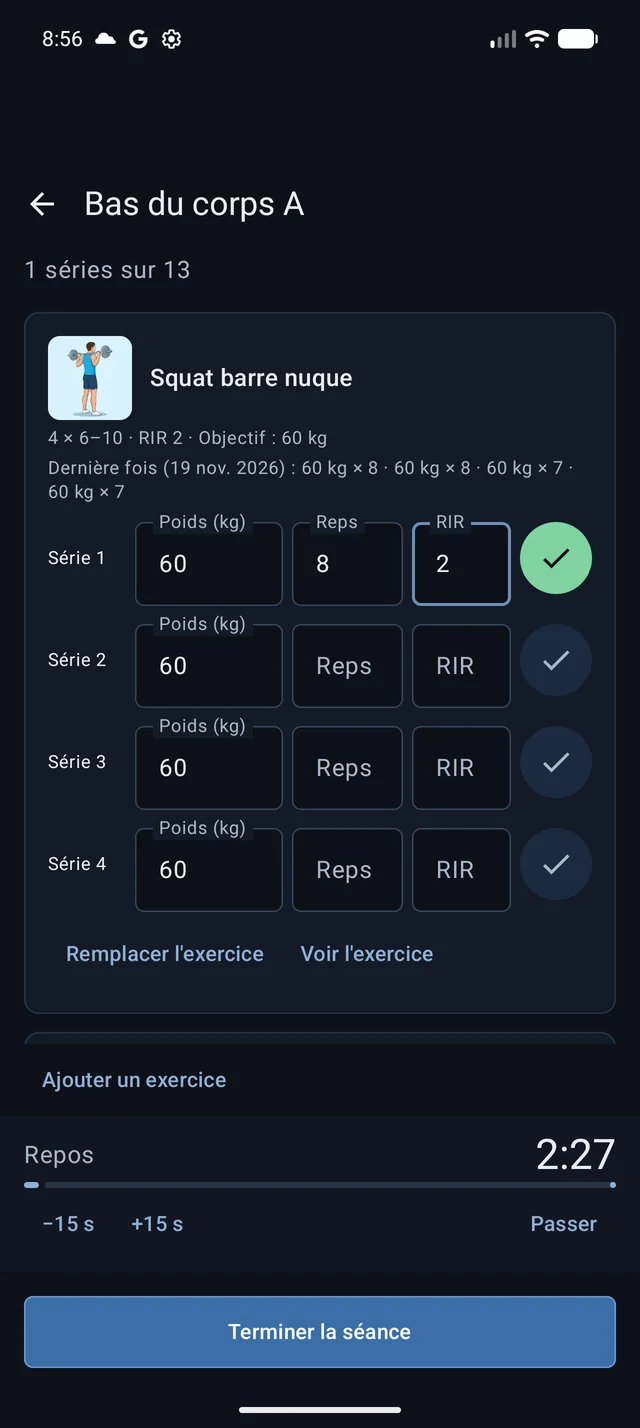 8:56
Bas du corps A
1 séries sur 13
Squat barre nuque
4 × 6–10 · RIR 2 · Objectif : 60 kg
Dernière fois (19 nov. 2026) : 60 kg × 8 · 60 kg × 8 · 60 kg × 7 ·
60 kg × 7
Poids (kg) Reps RIR
Série 1 60 8 2
Poids (kg)
Série 2 60 Reps RIR
Poids (kg)
Série 3 60 Reps RIR
Poids (kg)
Série 4 60 Reps RIR
Remplacer l'exercice Voir l'exercice
Ajouter un exercice
Repos 2:27
−15 s +15 s Passer
Terminer la séance